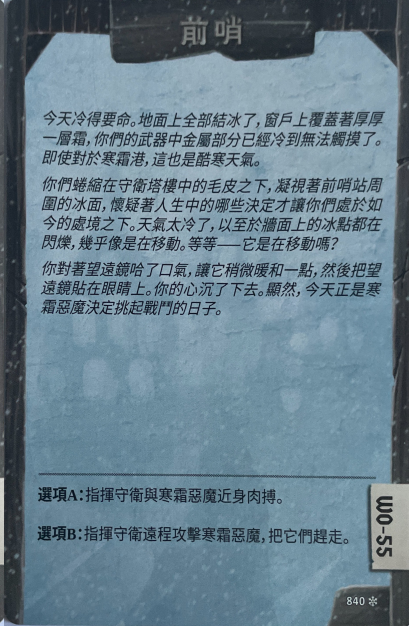 前哨
今天冷得要命。地面上全部結冰了,窗戶上覆蓋著厚厚
一層霜,你們的武器中金屬部分已經冷到無法觸摸了。
即使對於寒霜港,這也是酷寒天氣。
你們蜷縮在守衛塔樓中的毛皮之下,凝視著前哨站周
圍的冰面,懷疑著人生中的哪些決定才讓你們處於如
今的處境之下。天氣太冷了,以至於牆面上的冰點都在
閃爍,幾乎像是在移動。等等——它是在移動嗎?
你對著望遠鏡哈了口氣,讓它稍微暖和一點,然後把望
遠鏡貼在眼睛上。你的心沉了下去。顯然,今天正是寒
霜惡魔決定挑起戰鬥的日子。
選項A:指揮守衛與寒霜惡魔近身肉搏。
選項B:指揮守衛遠程攻擊寒霜惡魔,把它們趕走。
WO-55
840